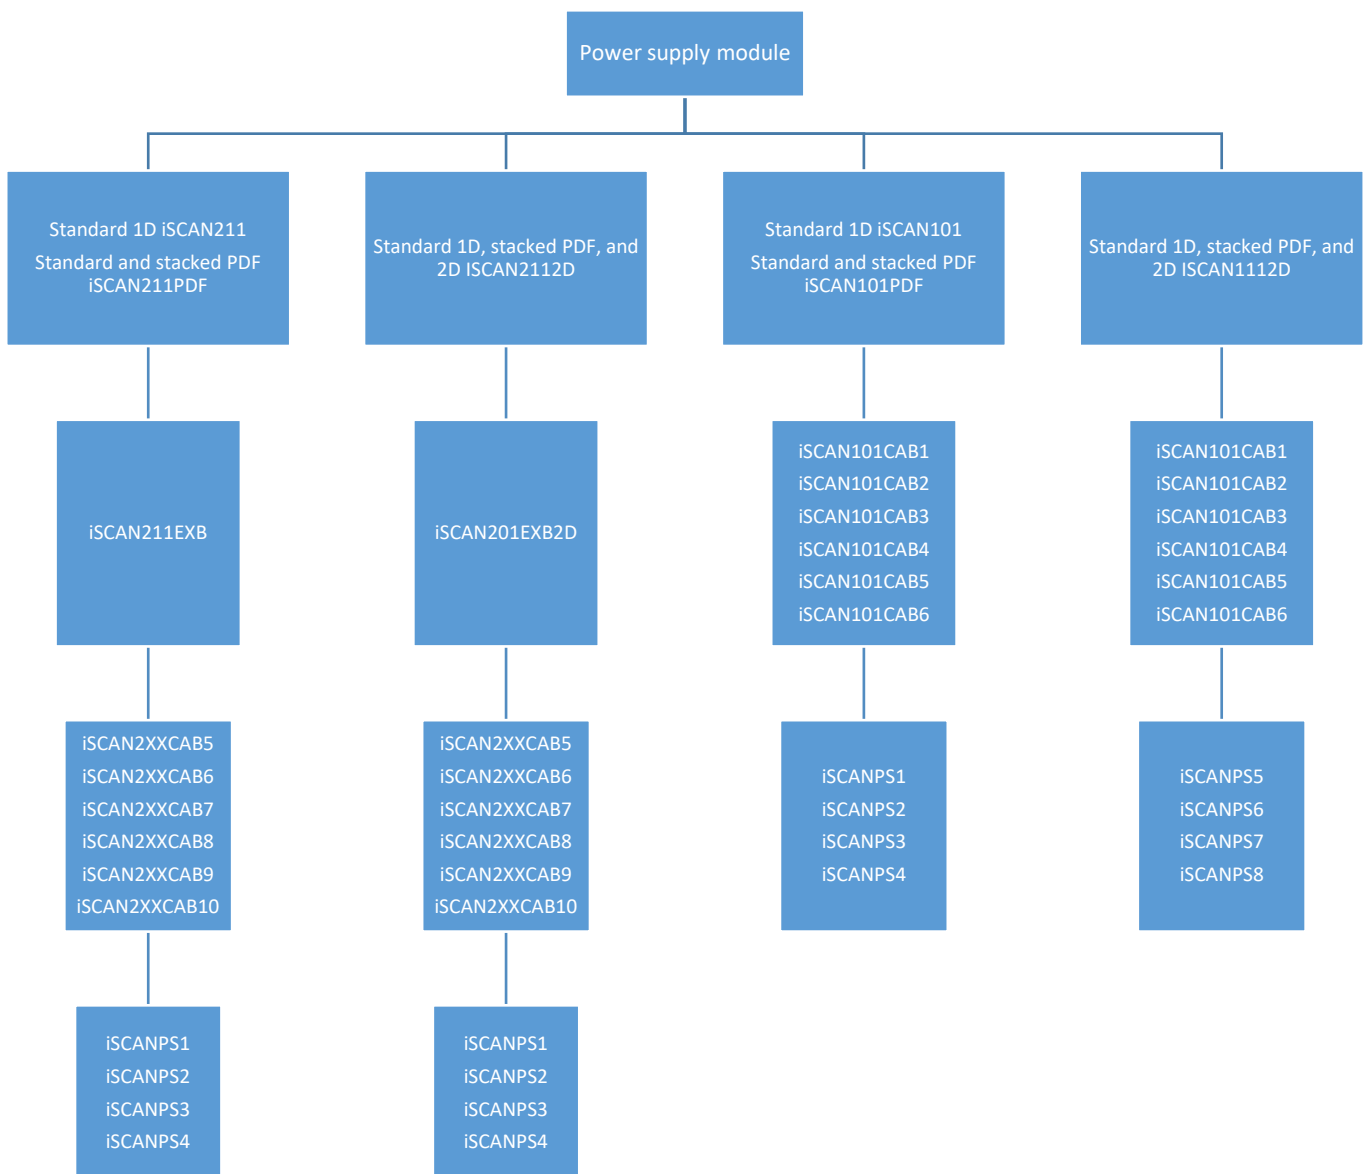 Power supply module
Standard 1D iSCAN211
Standard and stacked PDF
iSCAN211PDF
Standard 1D, stacked PDF, and
2D ISCAN2112D
Standard 1D iSCAN101
Standard and stacked PDF
iSCAN101PDF
Standard 1D, stacked PDF, and
2D ISCAN1112D
iSCAN211EXB
iSCAN201EXB2D
iSCAN101CAB1
iSCAN101CAB2
iSCAN101CAB3
iSCAN101CAB4
iSCAN101CAB5
iSCAN101CAB6
iSCAN101CAB1
iSCAN101CAB2
iSCAN101CAB3
iSCAN101CAB4
iSCAN101CAB5
iSCAN101CAB6
iSCAN2XXCAB5
iSCAN2XXCAB6
iSCAN2XXCAB7
iSCAN2XXCAB8
iSCAN2XXCAB9
iSCAN2XXCAB10
iSCAN2XXCAB5
iSCAN2XXCAB6
iSCAN2XXCAB7
iSCAN2XXCAB8
iSCAN2XXCAB9
iSCAN2XXCAB10
iSCANPS1
iSCANPS2
iSCANPS3
iSCANPS4
iSCANPS5
iSCANPS6
iSCANPS7
iSCANPS8
iSCANPS1
iSCANPS2
iSCANPS3
iSCANPS4
iSCANPS1
iSCANPS2
iSCANPS3
iSCANPS4